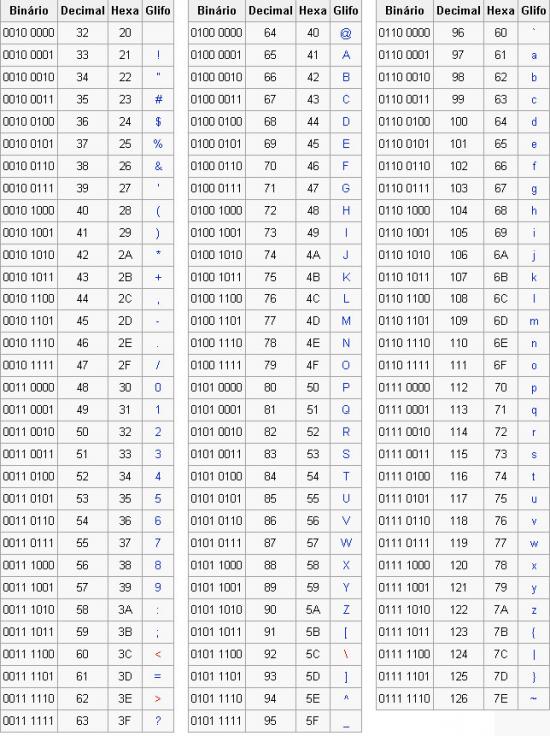 Binário Decimal Hexa Glifo Binário Decimal Hexa Glifo Binário Decimal Hexa Glifo
0010 0000 32 20 0100 0000 64 40 @ 0110 0000 96 60 `
0010 0001 33 21 ! 0100 0001 65 41 A 0110 0001 97 61 a
0010 0010 34 22 " 0100 0010 66 42 B 0110 0010 98 62 b
0010 0011 35 23 # 0100 0011 67 43 C 0110 0011 99 63 c
0010 0100 36 24 $ 0100 0100 68 44 D 0110 0100 100 64 d
0010 0101 37 25 % 0100 0101 69 45 E 0110 0101 101 65 e
0010 0110 38 26 & 0100 0110 70 46 F 0110 0110 102 66 f
0010 0111 39 27 ' 0100 0111 71 47 G 0110 0111 103 67 g
0010 1000 40 28 ( 0100 1000 72 48 H 0110 1000 104 68 h
0010 1001 41 29 ) 0100 1001 73 49 I 0110 1001 105 69 i
0010 1010 42 2A * 0100 1010 74 4A J 0110 1010 106 6A j
0010 1011 43 2B + 0100 1011 75 4B K 0110 1011 107 6B k
0010 1100 44 2C , 0100 1100 76 4C L 0110 1100 108 6C l
0010 1101 45 2D - 0100 1101 77 4D M 0110 1101 109 6D m
0010 1110 46 2E . 0100 1110 78 4E N 0110 1110 110 6E n
0010 1111 47 2F / 0100 1111 79 4F O 0110 1111 111 6F o
0011 0000 48 30 0 0101 0000 80 50 P 0111 0000 112 70 p
0011 0001 49 31 1 0101 0001 81 51 Q 0111 0001 113 71 q
0011 0010 50 32 2 0101 0010 82 52 R 0111 0010 114 72 r
0011 0011 51 33 3 0101 0011 83 53 S 0111 0011 115 73 s
0011 0100 52 34 4 0101 0100 84 54 T 0111 0100 116 74 t
0011 0101 53 35 5 0101 0101 85 55 U 0111 0101 117 75 u
0011 0110 54 36 6 0101 0110 86 56 V 0111 0110 118 76 v
0011 0111 55 37 7 0101 0111 87 57 W 0111 0111 119 77 w
0011 1000 56 38 8 0101 1000 88 58 X 0111 1000 120 78 x
0011 1001 57 39 9 0101 1001 89 59 Y 0111 1001 121 79 y
0011 1010 58 3A : 0101 1010 90 5A Z 0111 1010 122 7A z
0011 1011 59 3B ; 0101 1011 91 5B [ 0111 1011 123 7B {
0011 1100 60 3C < 0101 1100 92 5C \ 0111 1100 124 7C |
0011 1101 61 3D = 0101 1101 93 5D ] 0111 1101 125 7D }
0011 1110 62 3E > 0101 1110 94 5E ^ 0111 1110 126 7E ~
0011 1111 63 3F ? 0101 1111 95 5F _